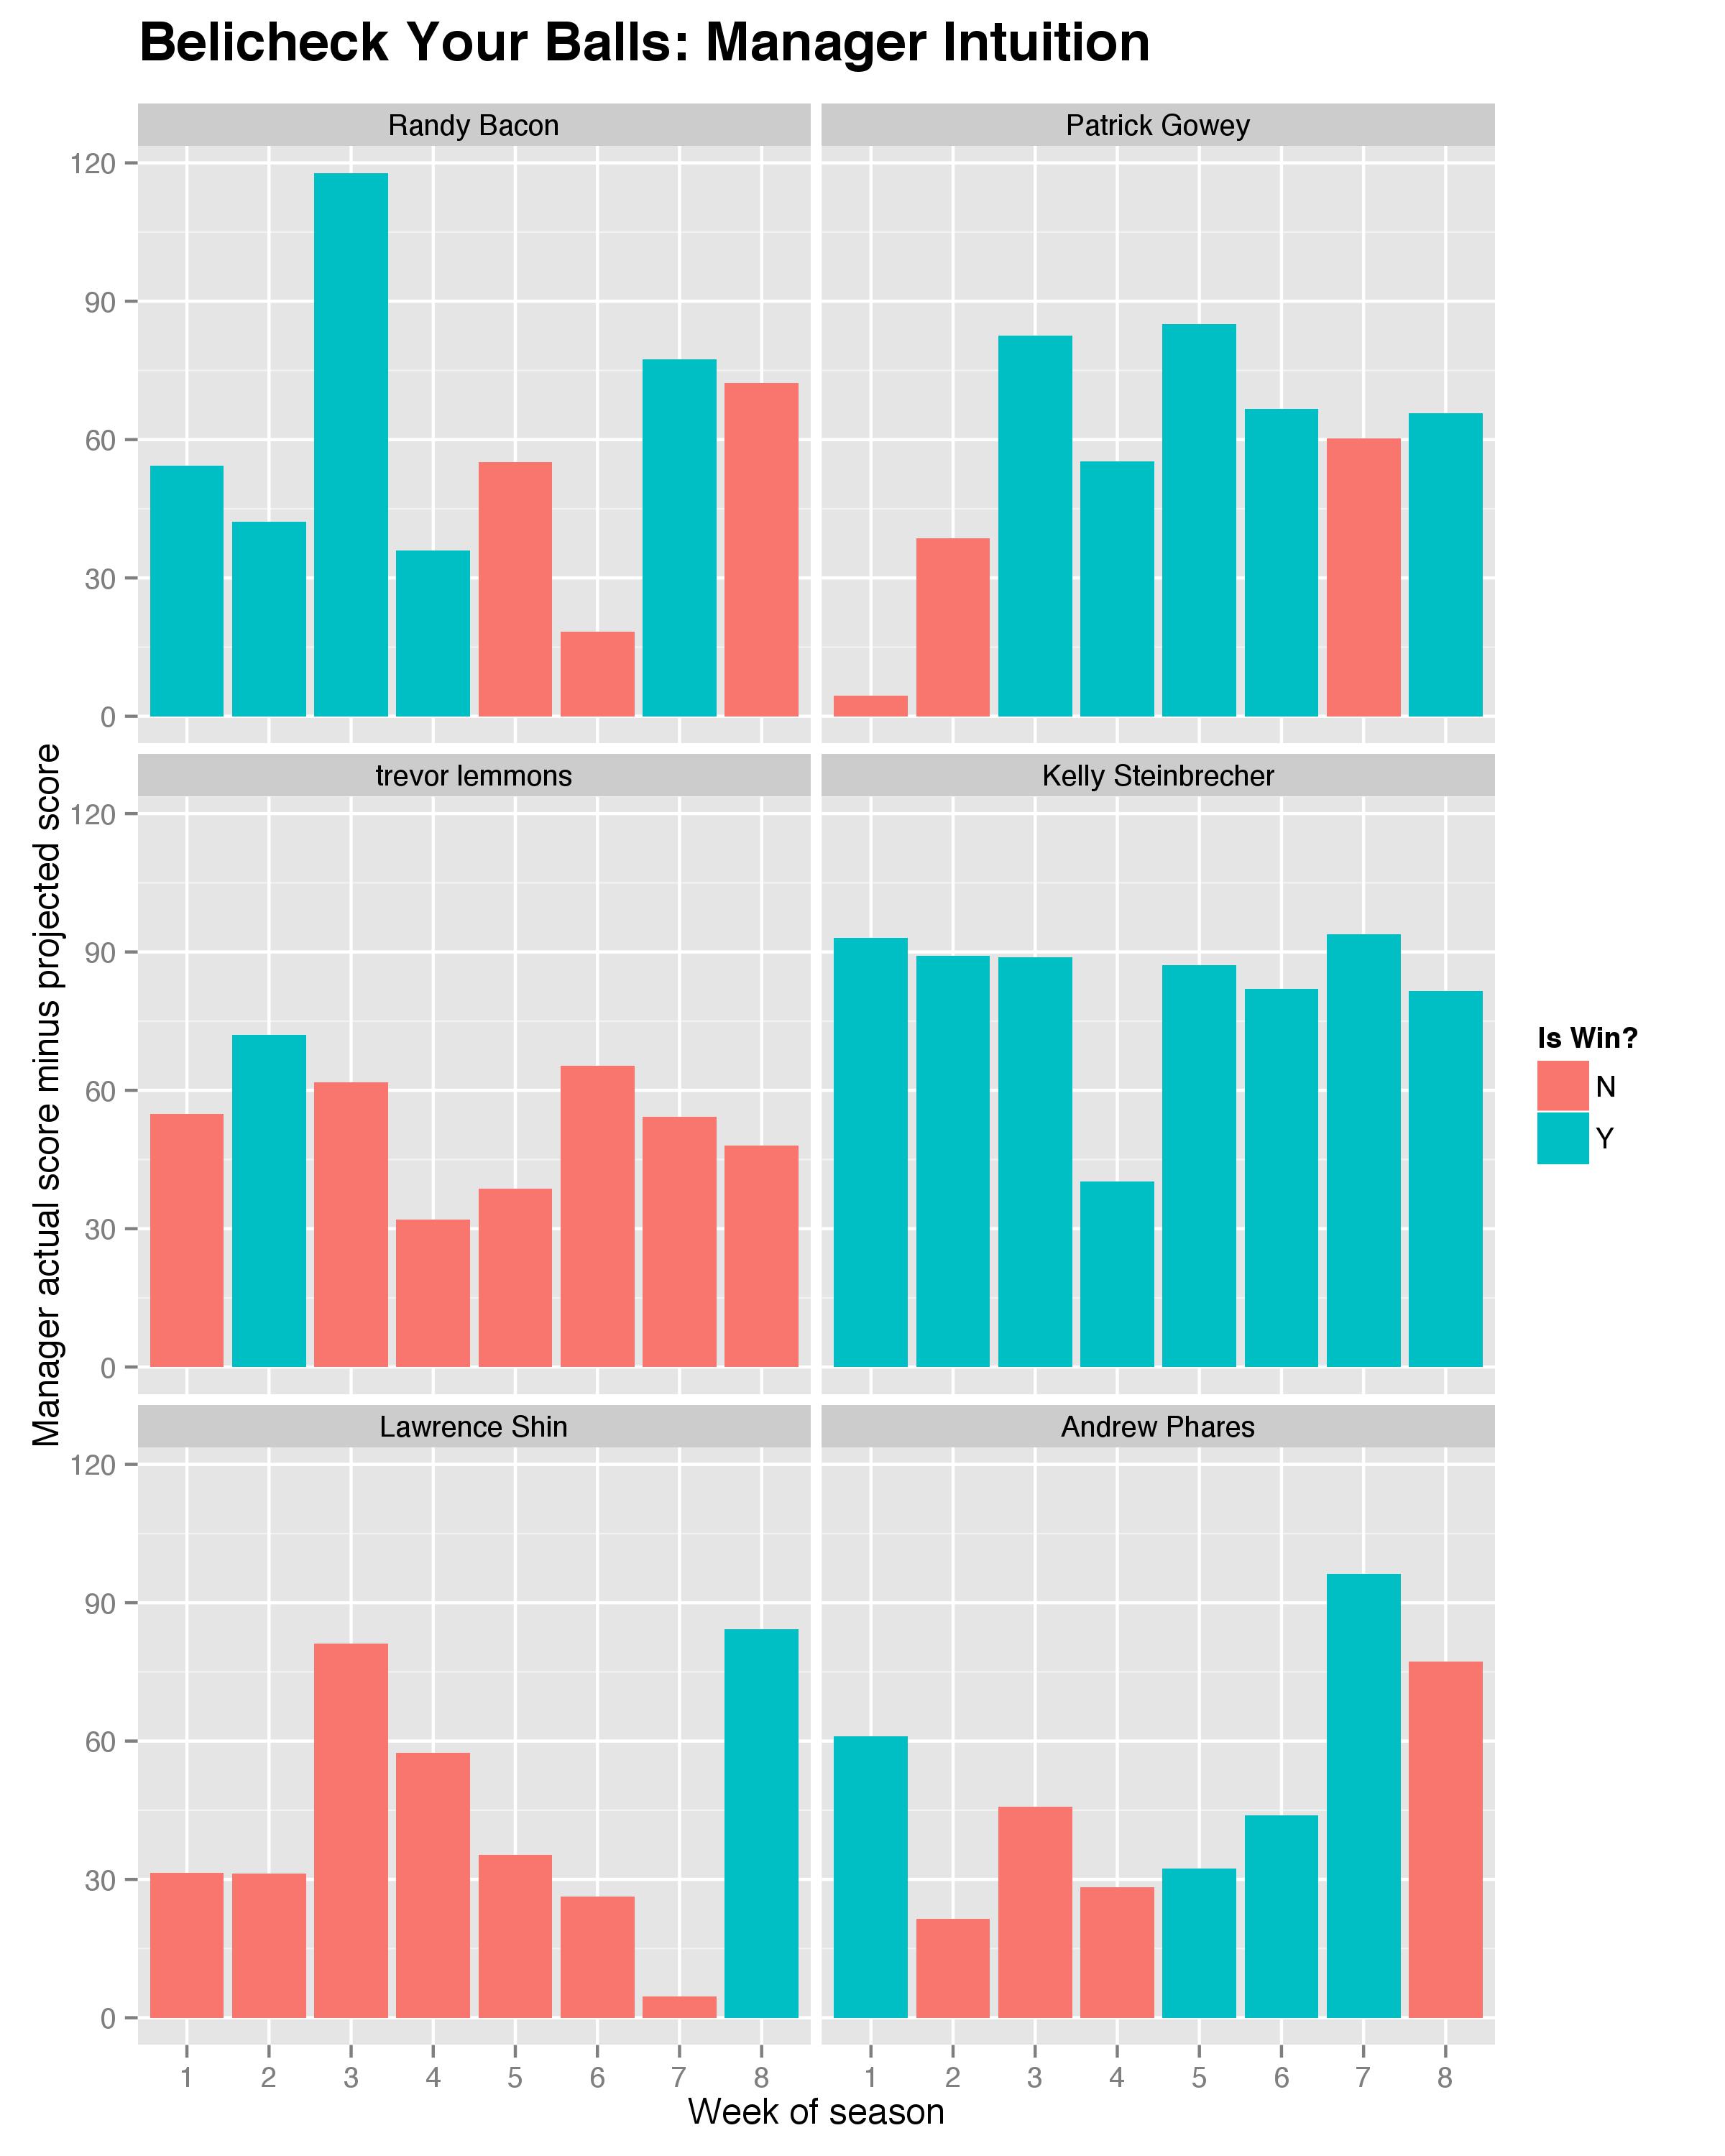 Belicheck Your Balls: Manager Intuition
Randy Bacon
Patrick Gowey
120
90
60
30
0
trevor lemmons
Kelly Steinbrecher
120
90
60
30
0
Lawrence Shin
Andrew Phares
120
90
60
30
0
1 2 3 4 5 6 7 8
1 2 3 4 5 6 7 8
Week of season
Manager actual score minus projected score
Is Win?
N
Y